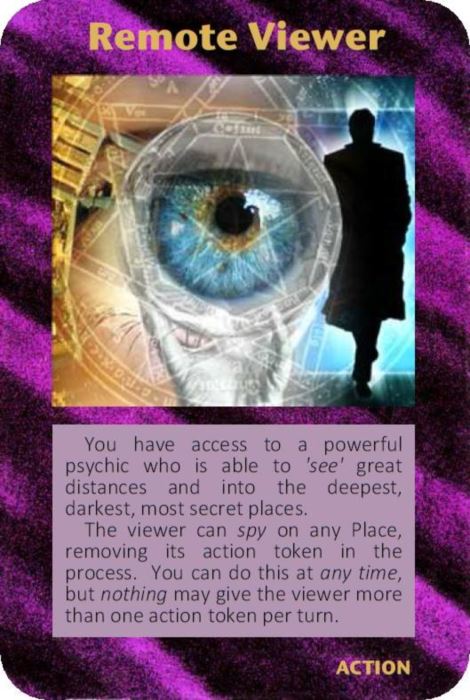 Remote Viewer
You have access to a powerful
psychic who is able to 'see' great
distances and into the deepest,
darkest, most secret places.
The viewer can spy on any Place,
removing its action token in the
process. You can do this at any time,
but nothing may give the viewer more
than one action token per turn.
ACTION